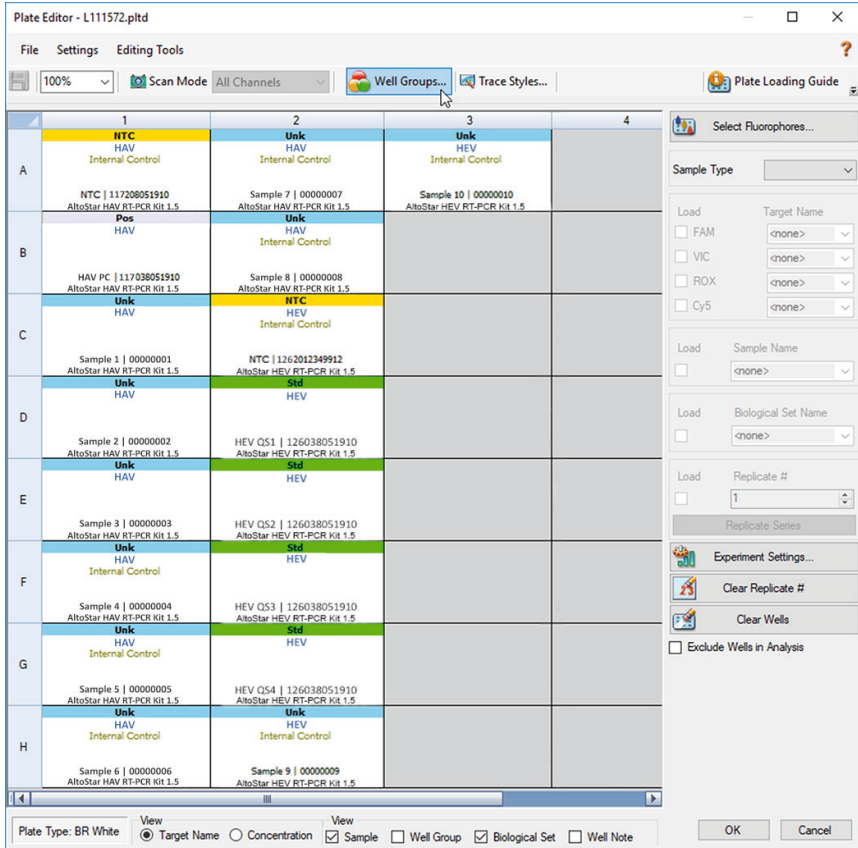 Plate Editor - L111572.pltd
File Settings Editing Tools
100% Scan Mode All Channels Well Groups... Trace Styles... Plate Loading Guide
1 2 3 4
A
NTC
HAV
Internal Control
NTC | 117208051910
AltoStar HAV RT-PCR Kit 1.5
Unk
HAV
Internal Control
Sample 7 | 00000007
AltoStar HAV RT-PCR Kit 1.5
Unk
HEV
Internal Control
Sample 10 | 00000010
AltoStar HEV RT-PCR Kit 1.5
B
Pos
HAV
HAV PC | 117038051910
AltoStar HAV RT-PCR Kit 1.5
Unk
HAV
Internal Control
Sample 8 | 00000008
AltoStar HAV RT-PCR Kit 1.5
C
Unk
HAV
Sample 1 | 00000001
AltoStar HAV RT-PCR Kit 1.5
NTC
HEV
Internal Control
NTC | 1262012349912
AltoStar HEV RT-PCR Kit 1.5
D
Unk
HAV
Sample 2 | 00000002
AltoStar HAV RT-PCR Kit 1.5
Std
HEV
HEV QS1 | 126038051910
AltoStar HEV RT-PCR Kit 1.5
E
Unk
HAV
Sample 3 | 00000003
AltoStar HAV RT-PCR Kit 1.5
Std
HEV
HEV QS2 | 126038051910
AltoStar HEV RT-PCR Kit 1.5
F
Unk
HAV
Internal Control
Sample 4 | 00000004
AltoStar HAV RT-PCR Kit 1.5
Std
HEV
HEV QS3 | 126038051910
AltoStar HEV RT-PCR Kit 1.5
G
Unk
HAV
Internal Control
Sample 5 | 00000005
AltoStar HAV RT-PCR Kit 1.5
Std
HEV
HEV QS4 | 126038051910
AltoStar HEV RT-PCR Kit 1.5
H
Unk
HAV
Internal Control
Sample 6 | 00000006
AltoStar HAV RT-PCR Kit 1.5
Unk
HEV
Internal Control
Sample 9 | 00000009
AltoStar HEV RT-PCR Kit 1.5
Select Fluorophores...
Sample Type
Load Target Name
FAM <none>
VIC <none>
ROX <none>
Cy5 <none>
Load Sample Name
<none>
Load Biological Set Name
<none>
Load Replicate #
1
Replicate Series
Experiment Settings...
Clear Replicate #
Clear Wells
Exclude Wells in Analysis
Plate Type: BR White
View
Target Name Concentration
View
Sample Well Group Biological Set Well Note
OK Cancel